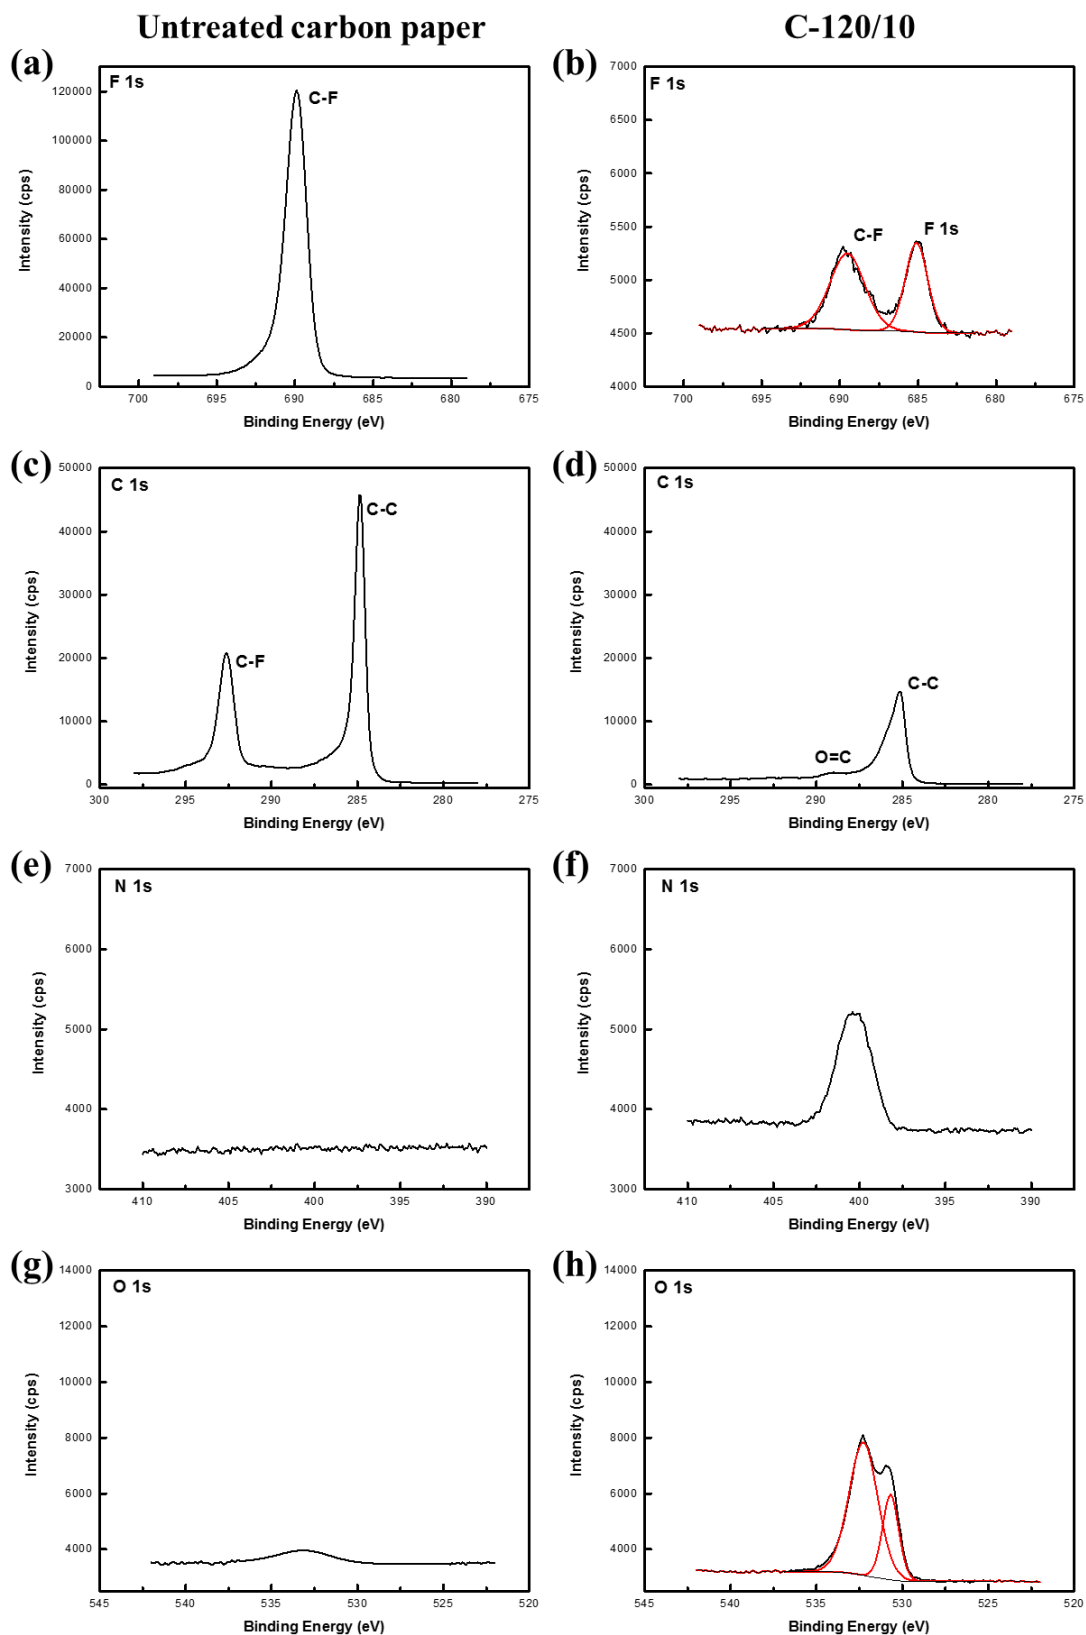 Untreated carbon paper
C-120/10
(a)
F 1s
C-F
120000
100000
80000
60000
40000
20000
0
700 695 690 685 680 675
Intensity (cps)
Binding Energy (eV)
(b)
F 1s
C-F
F 1s
7000
6500
6000
5500
5000
4500
4000
700 695 690 685 680 675
Intensity (cps)
Binding Energy (eV)
(c)
C 1s
C-C
C-F
50000
40000
30000
20000
10000
0
300 295 290 285 280 275
Intensity (cps)
Binding Energy (eV)
(d)
C 1s
C-C
O=C
50000
40000
30000
20000
10000
0
300 295 290 285 280 275
Intensity (cps)
Binding Energy (eV)
(e)
N 1s
7000
6000
5000
4000
3000
410 405 400 395 390
Intensity (cps)
Binding Energy (eV)
(f)
N 1s
7000
6000
5000
4000
3000
410 405 400 395 390
Intensity (cps)
Binding Energy (eV)
(g)
O 1s
14000
12000
10000
8000
6000
4000
545 540 535 530 525 520
Intensity (cps)
Binding Energy (eV)
(h)
O 1s
14000
12000
10000
8000
6000
4000
545 540 535 530 525 520
Intensity (cps)
Binding Energy (eV)